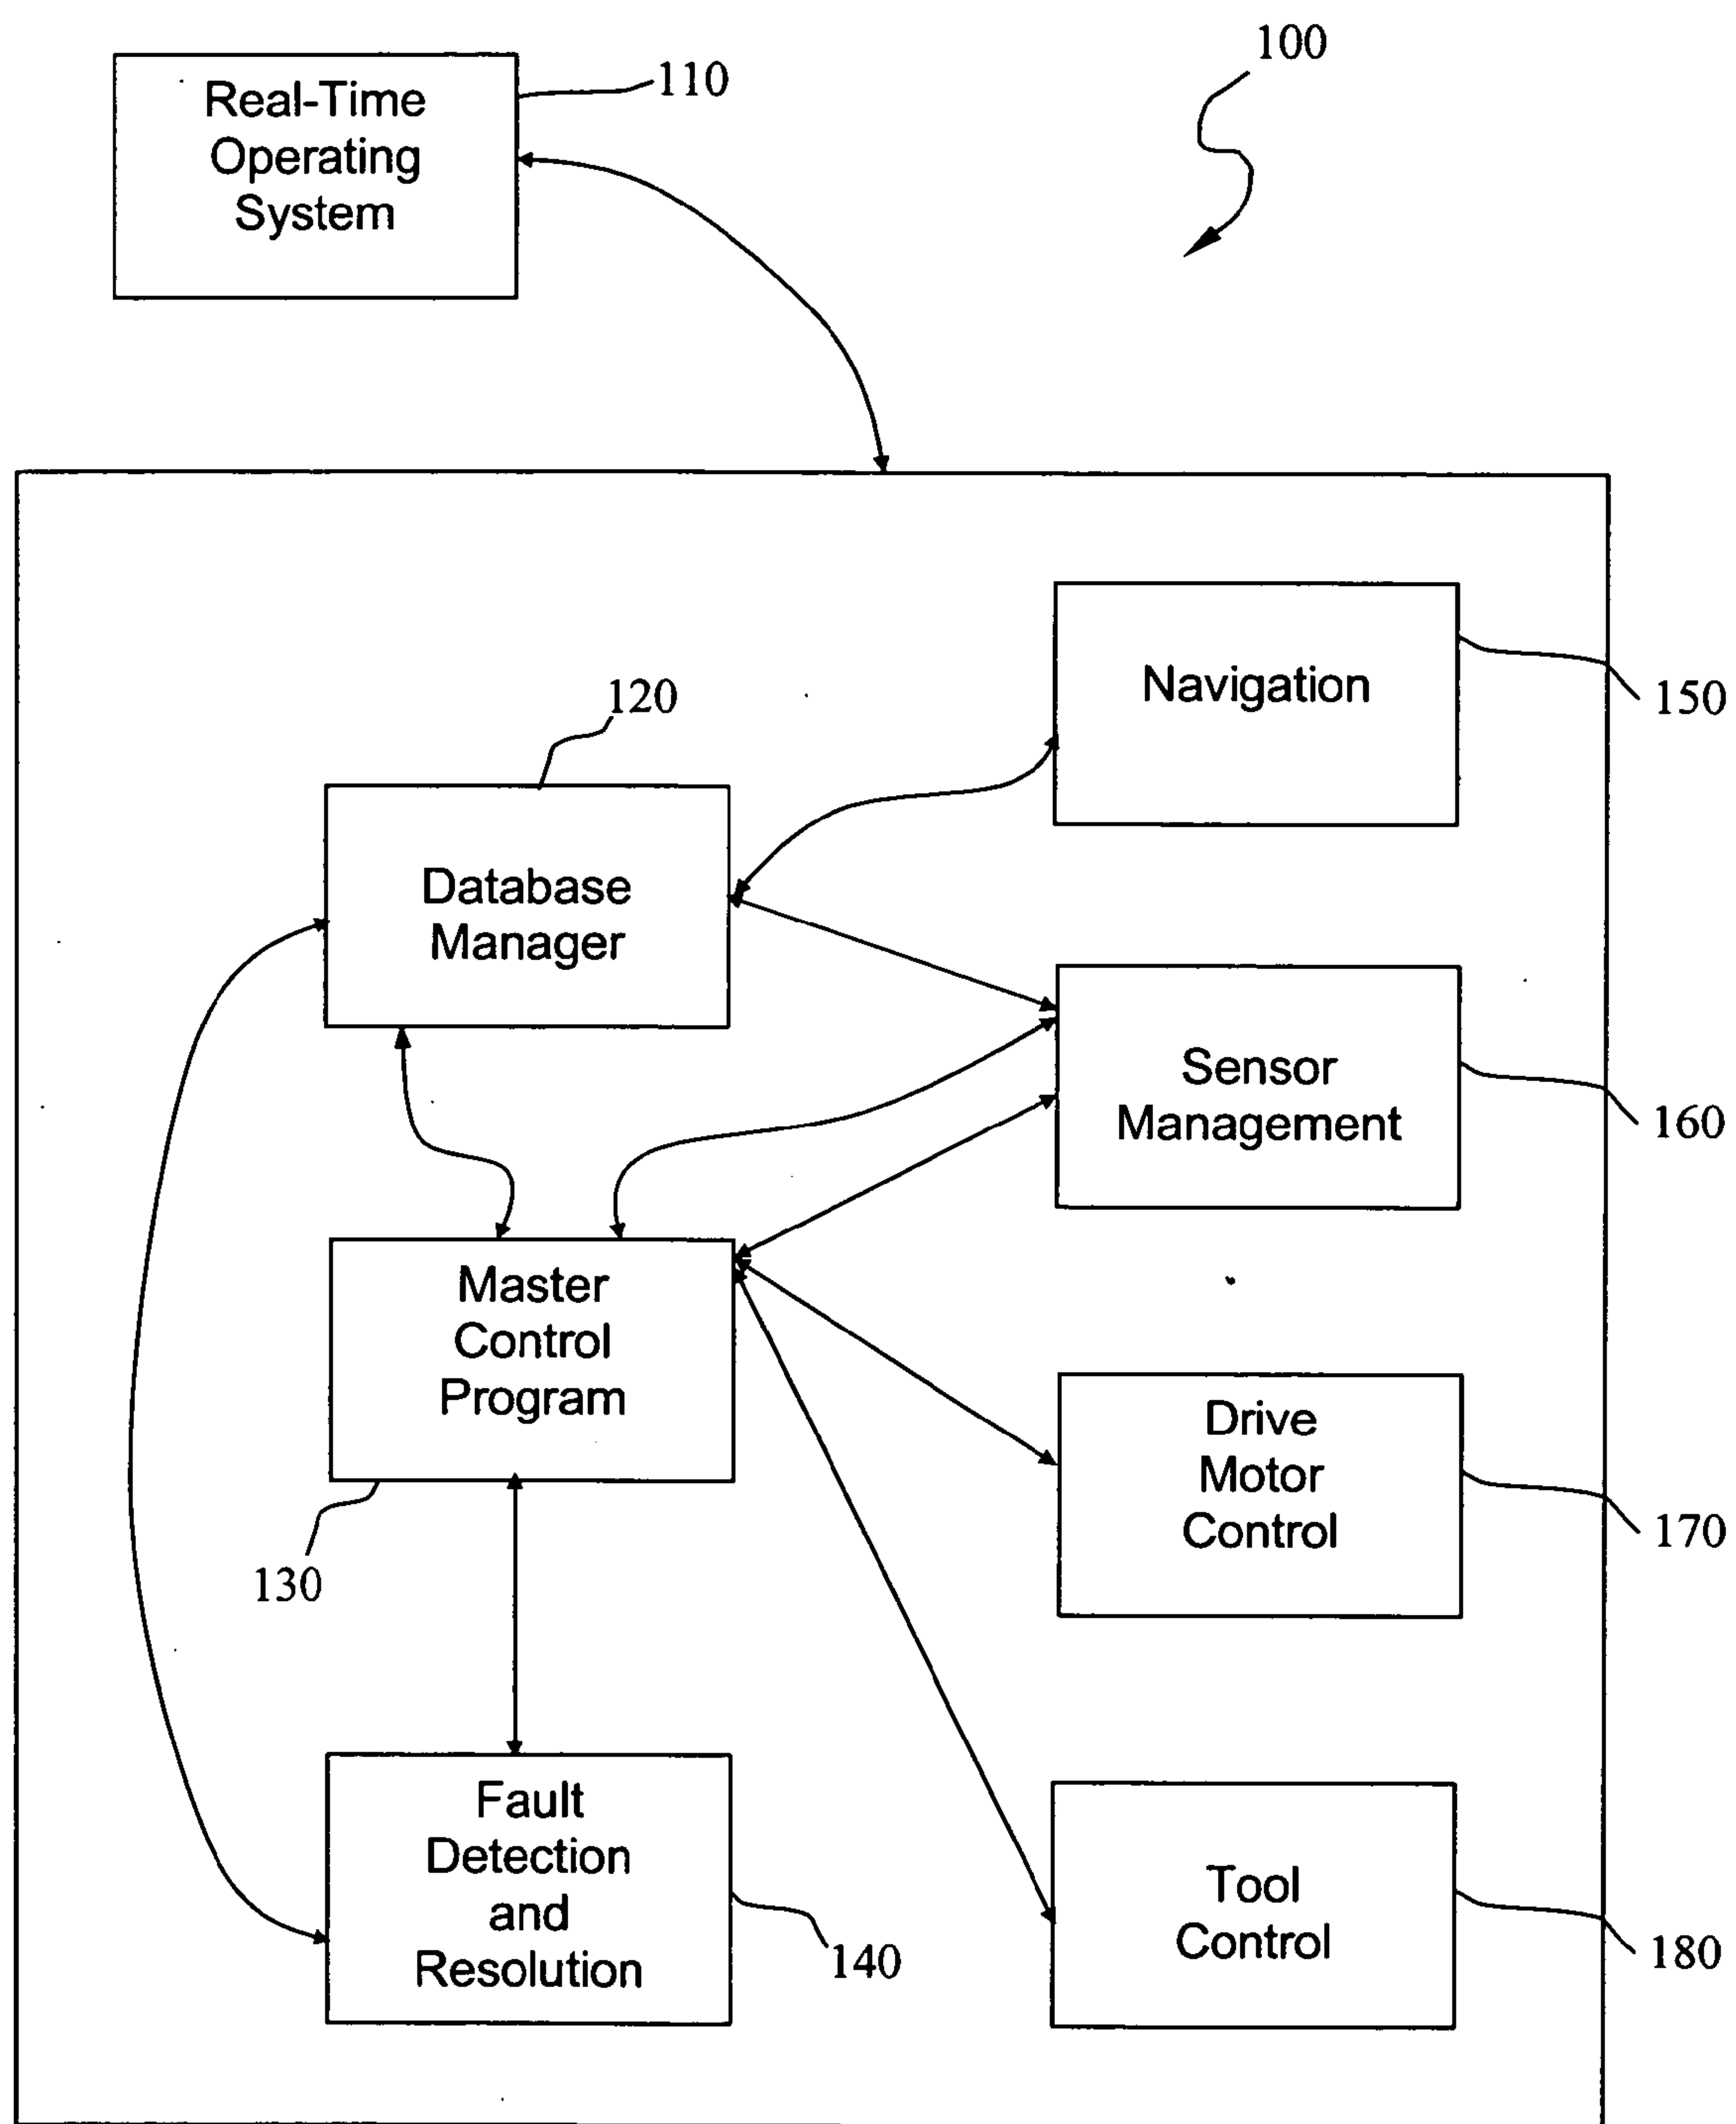 100
Real-Time
Operating
System
110
Navigation
150
120
Database
Manager
Sensor
Management
160
Master
Control
Program
130
Drive
Motor
Control
170
Fault
Detection
and
Resolution
140
Tool
Control
180